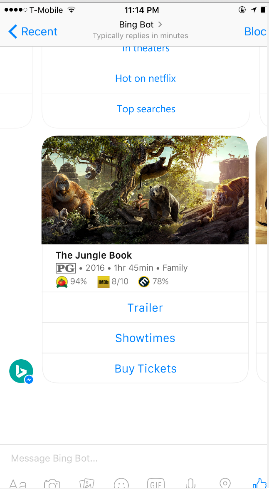 T-Mobile 11:14 PM
Recent
Bing Bot
Bloc
Typically replies in minutes
In theaters
Hot on netflix
Top searches
The Jungle Book
PG • 2016 • 1hr 45min • Family
94% IMDb 8/10 78%
Trailer
Showtimes
Buy Tickets
Message Bing Bot...
Aa GIF